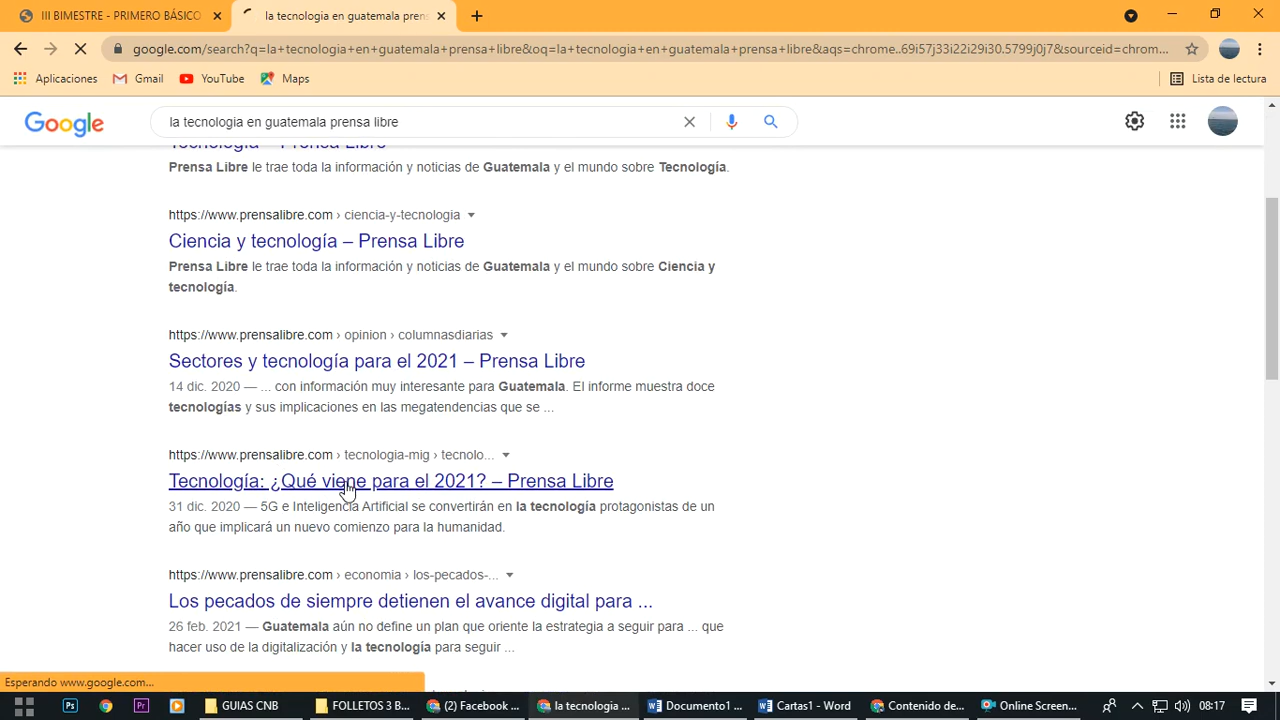 III BIMESTRE - PRIMERO BÁSICO
la tecnologia en guatemala pren
google.com/search?q=la+tecnologia+en+guatemala+prensa+libre&oq=la+tecnologia+en+guatemala+prensa+libre&aqs=chrome..69i57j33i22i29i30.5799j0j7&sourceid=chrom...
Aplicaciones
Gmail
YouTube
Maps
Lista de lectura
Google
la tecnologia en guatemala prensa libre
Tecnología – Prensa Libre
Prensa Libre le trae toda la información y noticias de Guatemala y el mundo sobre Tecnología.
https://www.prensalibre.com › ciencia-y-tecnologia
Ciencia y tecnología – Prensa Libre
Prensa Libre le trae toda la información y noticias de Guatemala y el mundo sobre Ciencia y
tecnología.
https://www.prensalibre.com › opinion › columnasdiarias
Sectores y tecnología para el 2021 – Prensa Libre
14 dic. 2020 — ... con información muy interesante para Guatemala. El informe muestra doce
tecnologías y sus implicaciones en las megatendencias que se ...
https://www.prensalibre.com › tecnologia-mig › tecnolo...
Tecnología: ¿Qué viene para el 2021? – Prensa Libre
31 dic. 2020 — 5G e Inteligencia Artificial se convertirán en la tecnología protagonistas de un
año que implicará un nuevo comienzo para la humanidad.
https://www.prensalibre.com › economia › los-pecados-...
Los pecados de siempre detienen el avance digital para ...
26 feb. 2021 — Guatemala aún no define un plan que oriente la estrategia a seguir para ... que
hacer uso de la digitalización y la tecnología para seguir ...
Esperando www.google.com...
Ps
Pr
GUIAS CNB
FOLLETOS 3 B...
(2) Facebook ...
la tecnologia ...
Documento1 ...
Cartas1 - Word
Contenido de...
Online Screen...
08:17